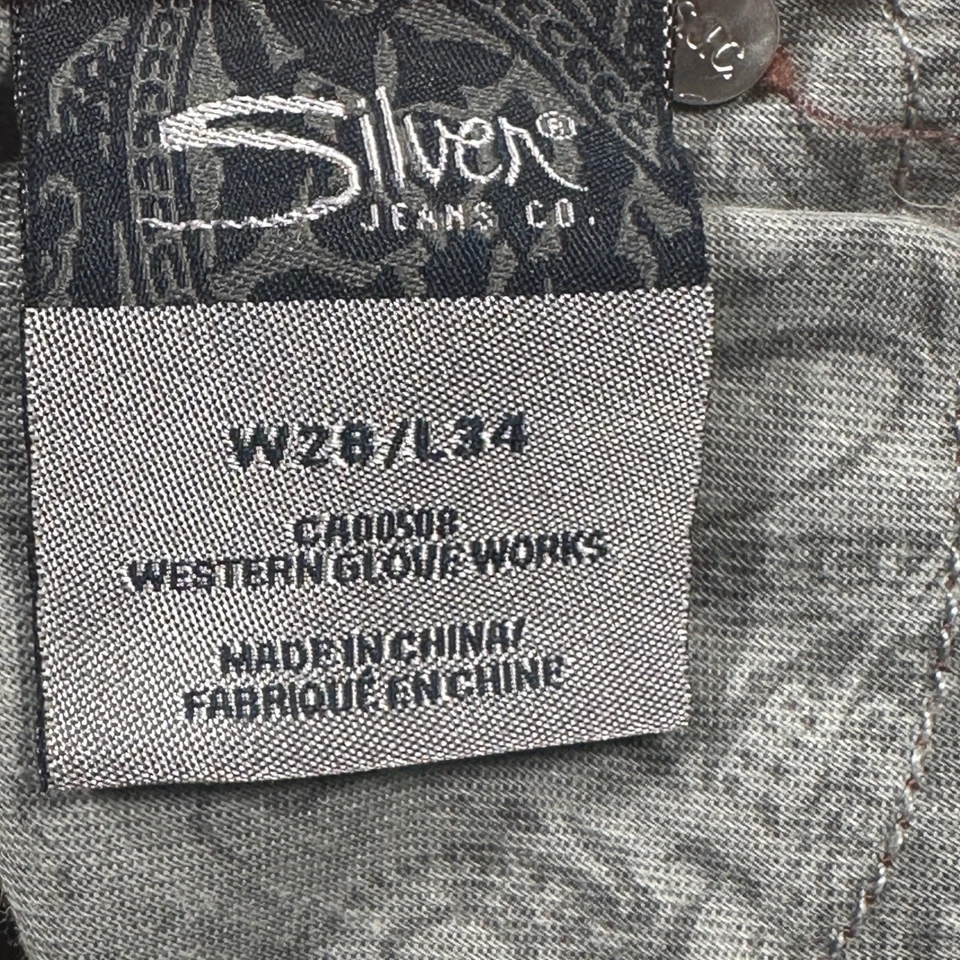 Silver®
JEANS CO.
W28/L34
CA00508
WESTERN GLOVE WORKS
MADE IN CHINA/
FABRIQUÉ EN CHINE